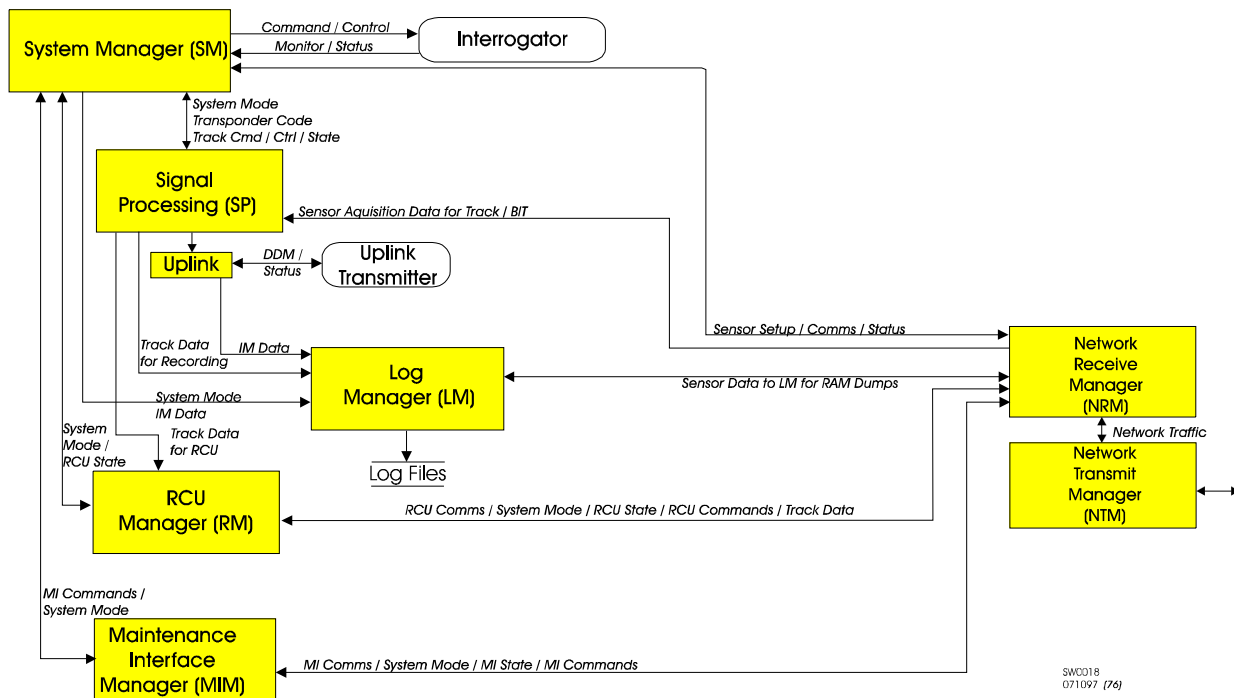 Command / Control
System Manager (SM)
Interrogator
Monitor / Status
System Mode
Transponder Code
Track Cmd / Ctrl / State
Signal
Processing (SP)
Sensor Aquisition Data for Track / BIT
Uplink
DDM /
Status
Uplink
Transmitter
Sensor Setup / Comms / Status
Track Data
for Recording
IM Data
Log
Manager (LM)
Network
Receive
Manager
(NRM)
Sensor Data to LM for RAM Dumps
System Mode
IM Data
System
Mode /
RCU State
Track Data
for RCU
Network Traffic
Log Files
Network
Transmit
Manager
(NTM)
RCU
Manager (RM)
RCU Comms / System Mode / RCU State / RCU Commands / Track Data
MI Commands /
System Mode
Maintenance
Interface
Manager (MIM)
MI Comms / System Mode / MI State / MI Commands
SWC018
071097 (76)